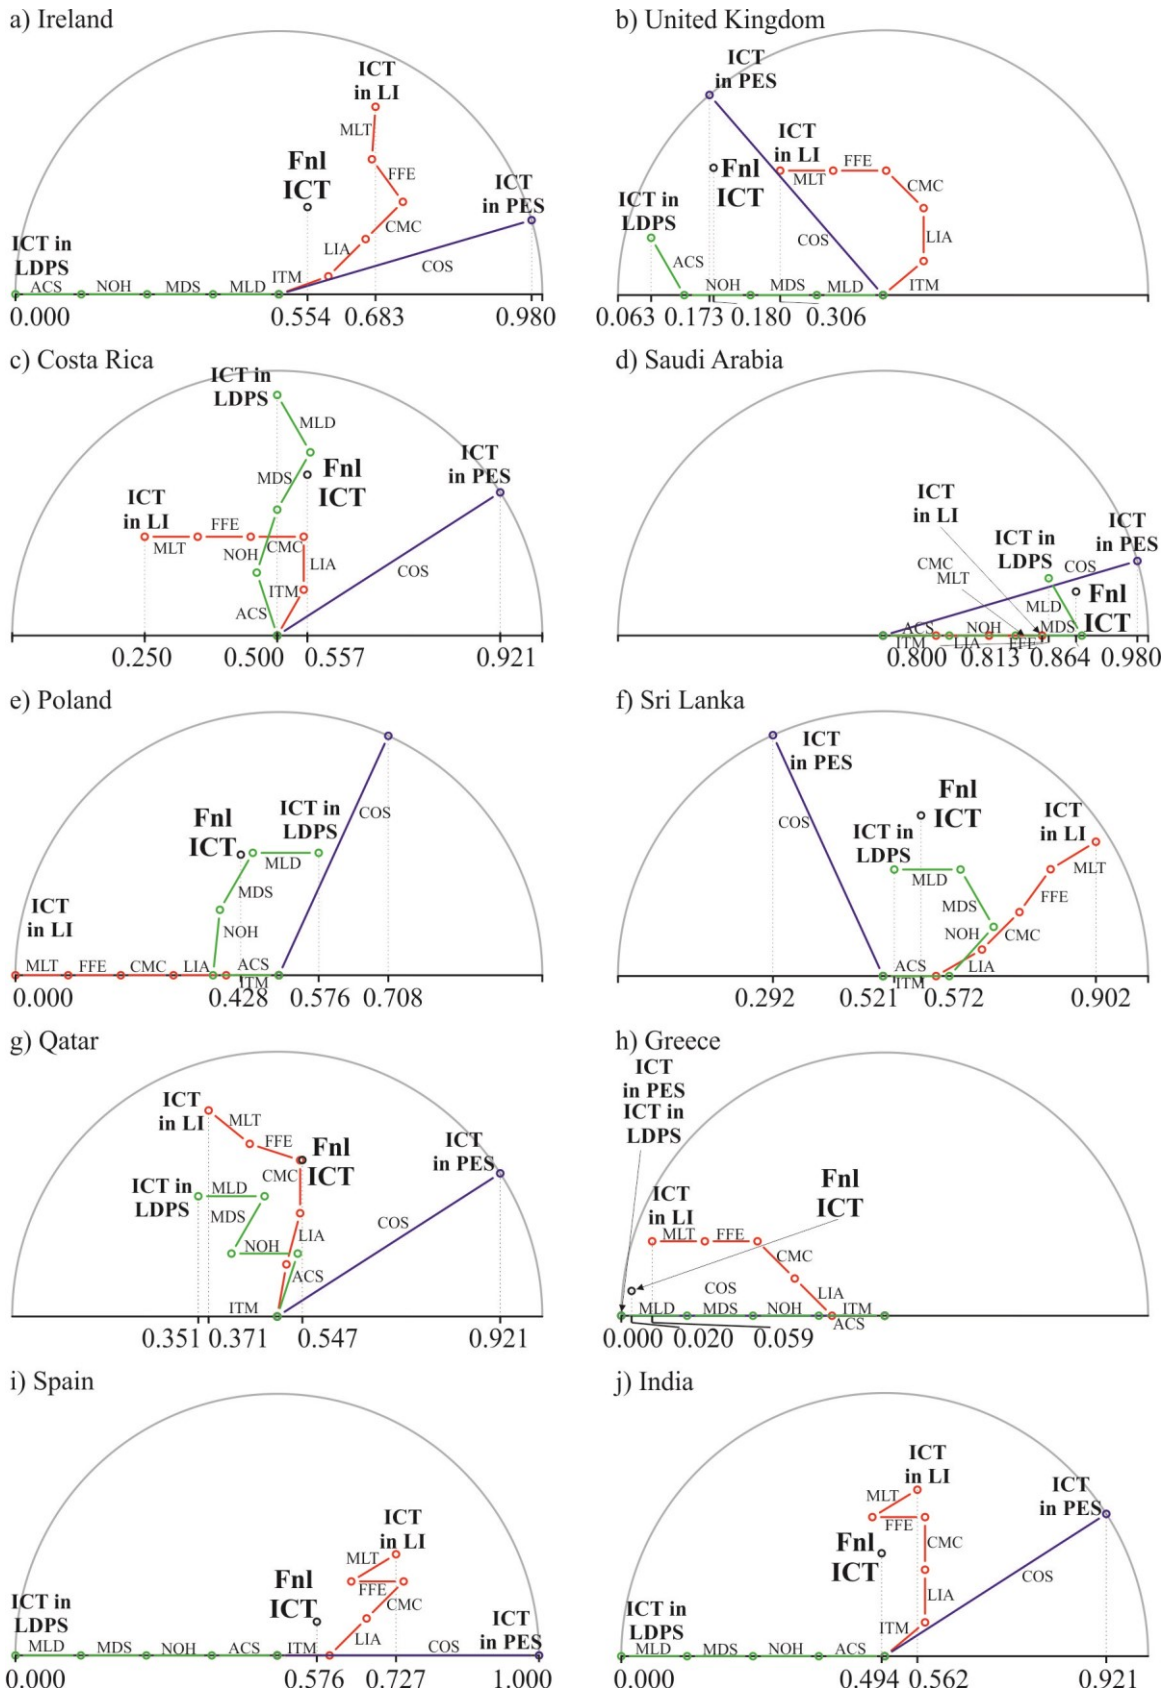 a) Ireland
ICT
in LI
MLT
Fnl
ICT
FFE
ICT
in PES
CMC
LIA
COS
ITM
ICT in
LDPS
ACS NOH MDS MLD
0.000 0.554 0.683 0.980
b) United Kingdom
ICT
in PES
ICT
in LI
FFE
MLT
Fnl
ICT
CMC
ICT in
LDPS
COS
LIA
ACS
NOH MDS MLD ITM
0.063 0.173 0.180 0.306
c) Costa Rica
ICT in
LDPS
MLD
MDS
Fnl
ICT
ICT
in PES
ICT
in LI
FFE
MLT
NOH
CMC
LIA
COS
ITM
ACS
0.250 0.500 0.557 0.921
d) Saudi Arabia
ICT
in LI
ICT in
LDPS
ICT
in PES
CMC
MLT
COS
MLD
Fnl
ICT
ACS NOH MDS
ITM LIA FFE
0.800 0.813 0.864 0.980
e) Poland
Fnl
ICT
ICT in
LDPS
COS
MLD
MDS
ICT
in LI
NOH
MLT FFE CMC LIA ACS
ITM
0.000 0.428 0.576 0.708
f) Sri Lanka
ICT
in PES
COS
Fnl
ICT
ICT in
LDPS
ICT
in LI
MLT
MLD
FFE
MDS
NOH
CMC
ACS
LIA
ITM
0.292 0.521 0.572 0.902
g) Qatar
ICT
in LI
MLT
FFE
Fnl
ICT
ICT
in PES
CMC
ICT in
LDPS
MLD
MDS
COS
LIA
NOH
ACS
ITM
0.351 0.371 0.547 0.921
h) Greece
ICT
in PES
ICT in
LDPS
Fnl
ICT
ICT
in LI
MLT FFE
CMC
COS
LIA
MLD MDS NOH ITM
ACS
0.000 0.020 0.059
i) Spain
ICT
in LI
MLT
Fnl
ICT
FFE
CMC
LIA
ICT in
LDPS
ICT
in PES
MLD MDS NOH ACS ITM COS
0.000 0.576 0.727 1.000
j) India
ICT
in LI
MLT
FFE
ICT
in PES
Fnl
ICT
CMC
COS
LIA
ITM
ICT in
LDPS
MLD MDS NOH ACS
0.000 0.494 0.562 0.921